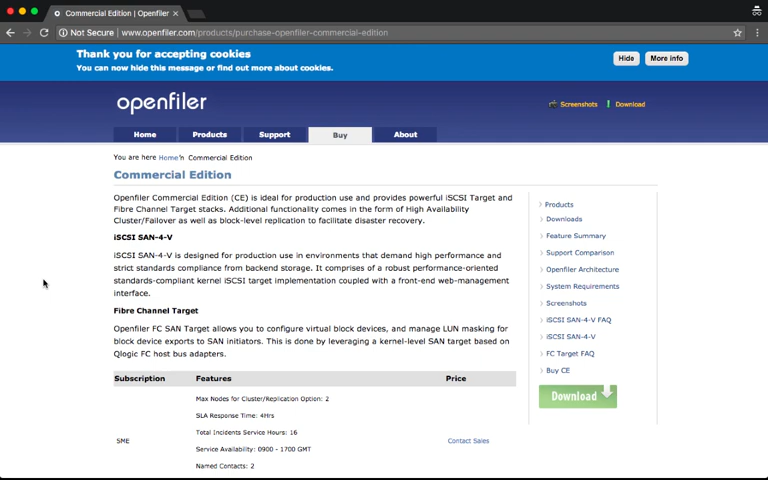 Commercial Edition | Openfiler
Not Secure | www.openfiler.com/products/purchase-openfiler-commercial-edition
Thank you for accepting cookies
You can now hide this message or find out more about cookies.
Hide
More info
openfiler
Screenshots
Download
Home
Products
Support
Buy
About
You are here Home Commercial Edition
Commercial Edition
Openfiler Commercial Edition (CE) is ideal for production use and provides powerful iSCSI Target and
Fibre Channel Target stacks. Additional functionality comes in the form of High Availability
Cluster/Failover as well as block-level replication to facilitate disaster recovery.
iSCSI SAN-4-V
iSCSI SAN-4-V is designed for production use in environments that demand high performance and
strict standards compliance from backend storage. It comprises of a robust performance-oriented
standards-compliant kernel iSCSI target implementation coupled with a front-end web-management
interface.
Fibre Channel Target
Openfiler FC SAN Target allows you to configure virtual block devices, and manage LUN masking for
block device exports to SAN initiators. This is done by leveraging a kernel-level SAN target based on
Qlogic FC host bus adapters.
Subscription Features Price
Max Nodes for Cluster/Replication Option: 2
SLA Response Time: 4Hrs
Total Incidents Service Hours: 16
SME
Contact Sales
Service Availability: 0900 - 1700 GMT
Named Contacts: 2
Products
Downloads
Feature Summary
Support Comparison
Openfiler Architecture
System Requirements
Screenshots
iSCSI SAN-4-V FAQ
iSCSI SAN-4-V
FC Target FAQ
Buy CE
Download